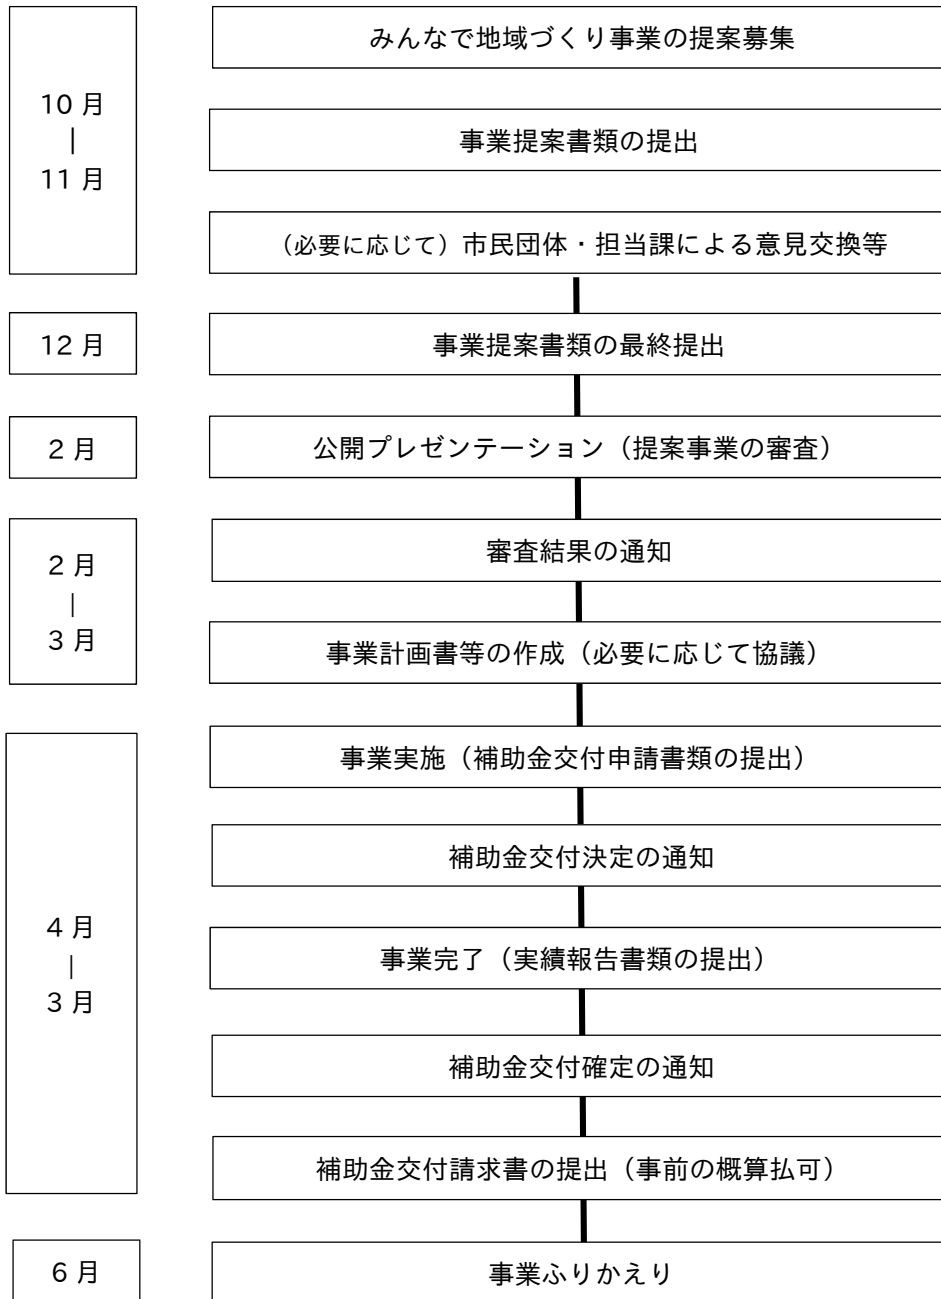 10 月
|
11 月
みんなで地域づくり事業の提案募集
事業提案書類の提出
（必要に応じて）市民団体・担当課による意見交換等
12 月
事業提案書類の最終提出
2 月
公開プレゼンテーション（提案事業の審査）
2 月
|
3 月
審査結果の通知
事業計画書等の作成（必要に応じて協議）
4 月
|
3 月
事業実施（補助金交付申請書類の提出）
補助金交付決定の通知
事業完了（実績報告書類の提出）
補助金交付確定の通知
補助金交付請求書の提出（事前の概算払可）
6 月
事業ふりかえり